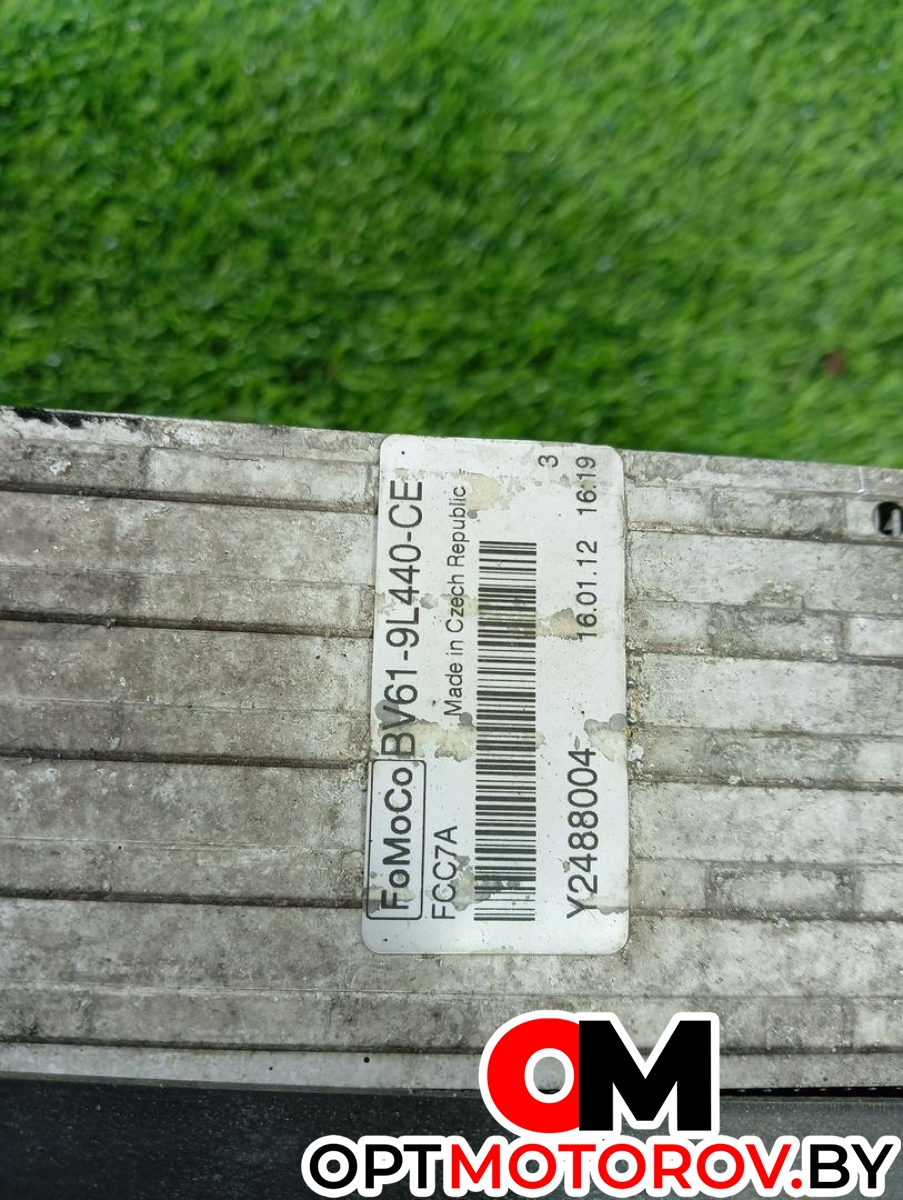 FoMoCo BV61-9L440-CE
FCC7A Made in Czech Republic 3
Y2488004 16.01.12 16:19
OM
OPTMOTOROV.BY